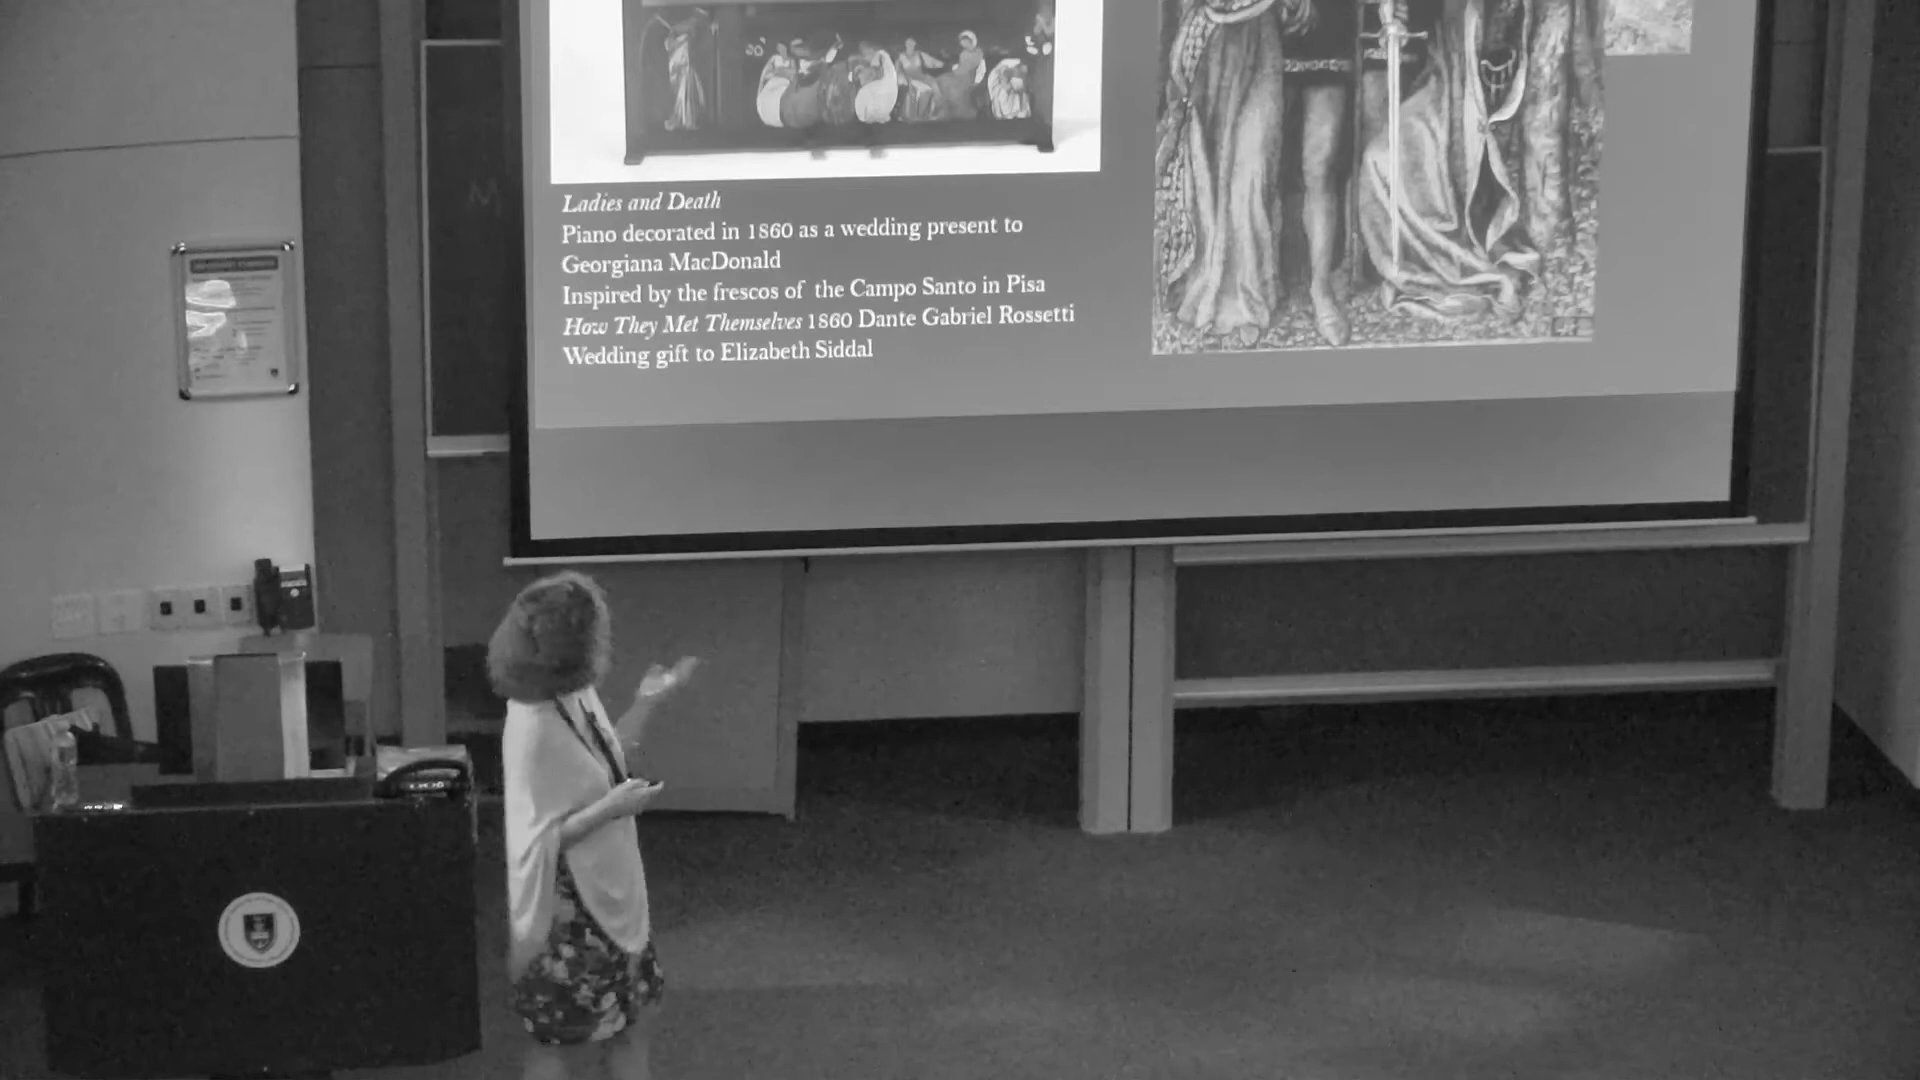 Ladies and Death
Piano decorated in 1860 as a wedding present to
Georgiana MacDonald
Inspired by the frescos of the Campo Santo in Pisa
How They Met Themselves 1860 Dante Gabriel Rossetti
Wedding gift to Elizabeth Siddal